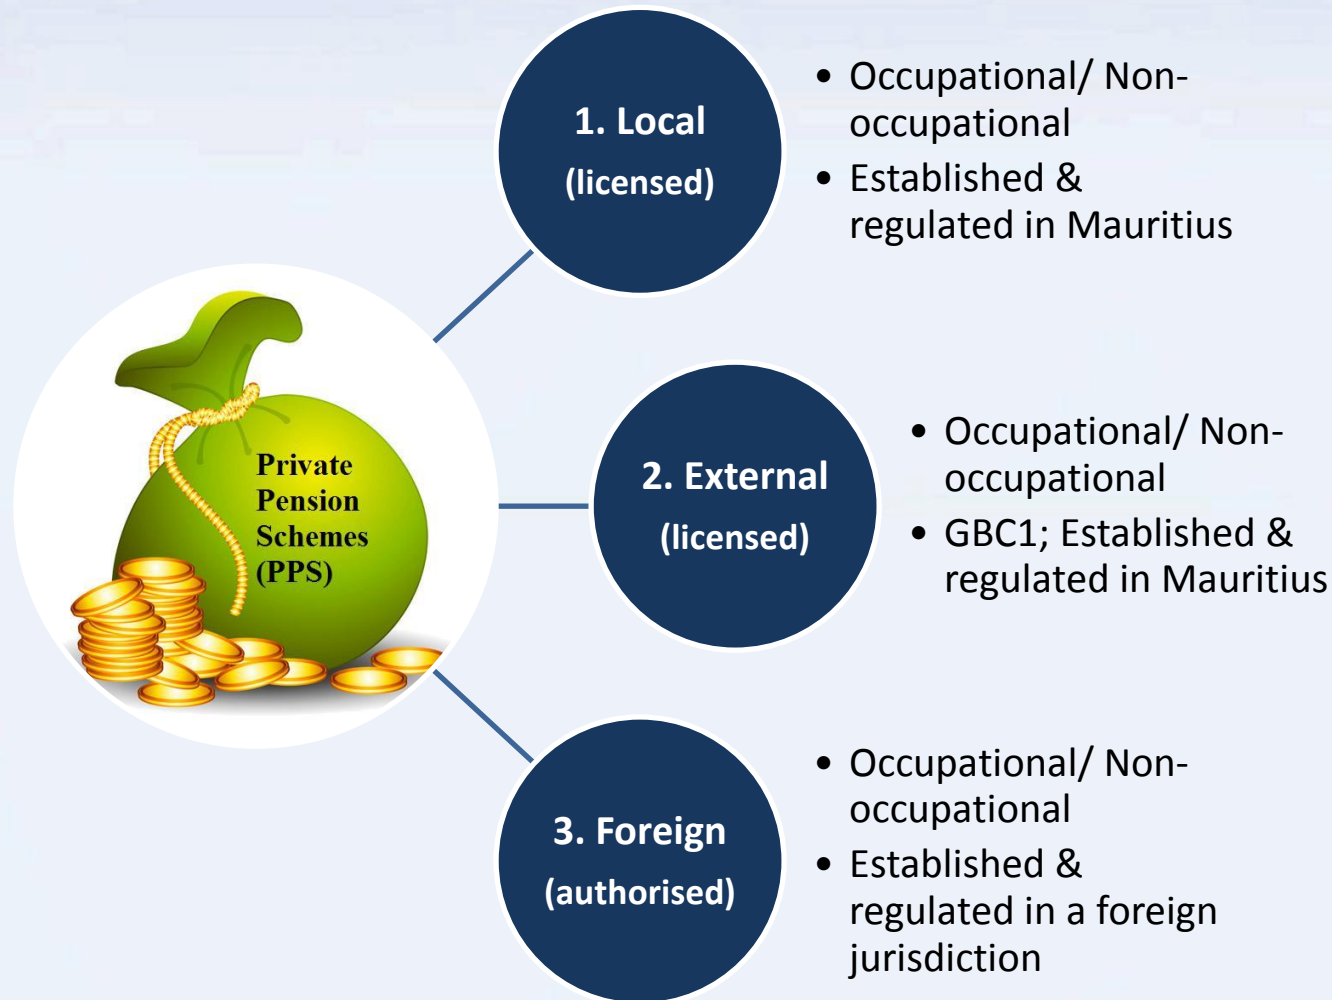 Private
Pension
Schemes
(PPS)
1. Local
(licensed)
• Occupational/ Non-
occupational
• Established &
regulated in Mauritius
2. External
(licensed)
• Occupational/ Non-
occupational
• GBC1; Established &
regulated in Mauritius
3. Foreign
(authorised)
• Occupational/ Non-
occupational
• Established &
regulated in a foreign
jurisdiction